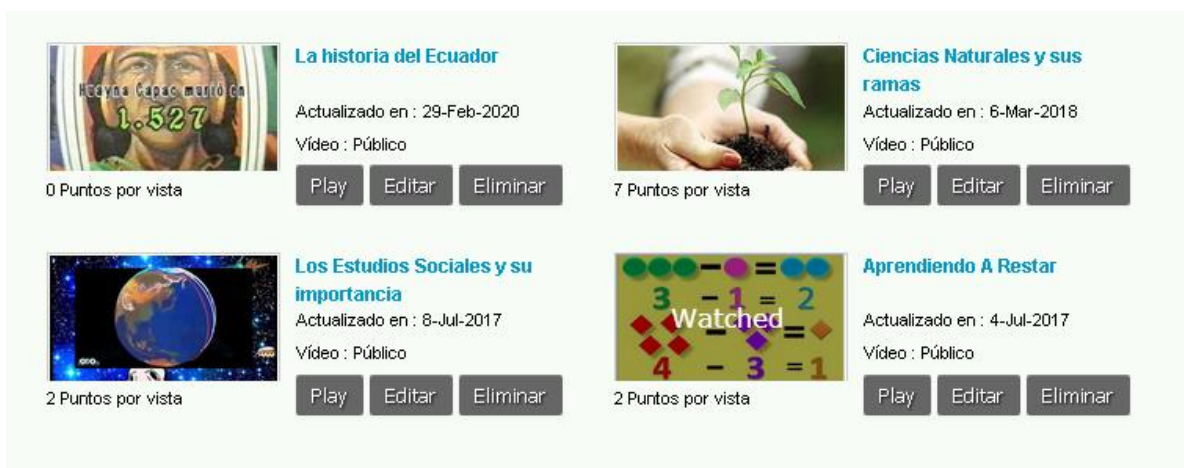 La historia del Ecuador
Huayna Capac murió en
1.527
Actualizado en : 29-Feb-2020
Vídeo : Público
0 Puntos por vista
Play Editar Eliminar
Ciencias Naturales y sus
ramas
Actualizado en : 6-Mar-2018
Vídeo : Público
7 Puntos por vista
Play Editar Eliminar
Los Estudios Sociales y su
importancia
Actualizado en : 8-Jul-2017
Vídeo : Público
2 Puntos por vista
Play Editar Eliminar
Aprendiendo A Restar
- =
3 - 1 = 2
Watched
- =
4 - 3 = 1
Actualizado en : 4-Jul-2017
Vídeo : Público
2 Puntos por vista
Play Editar Eliminar